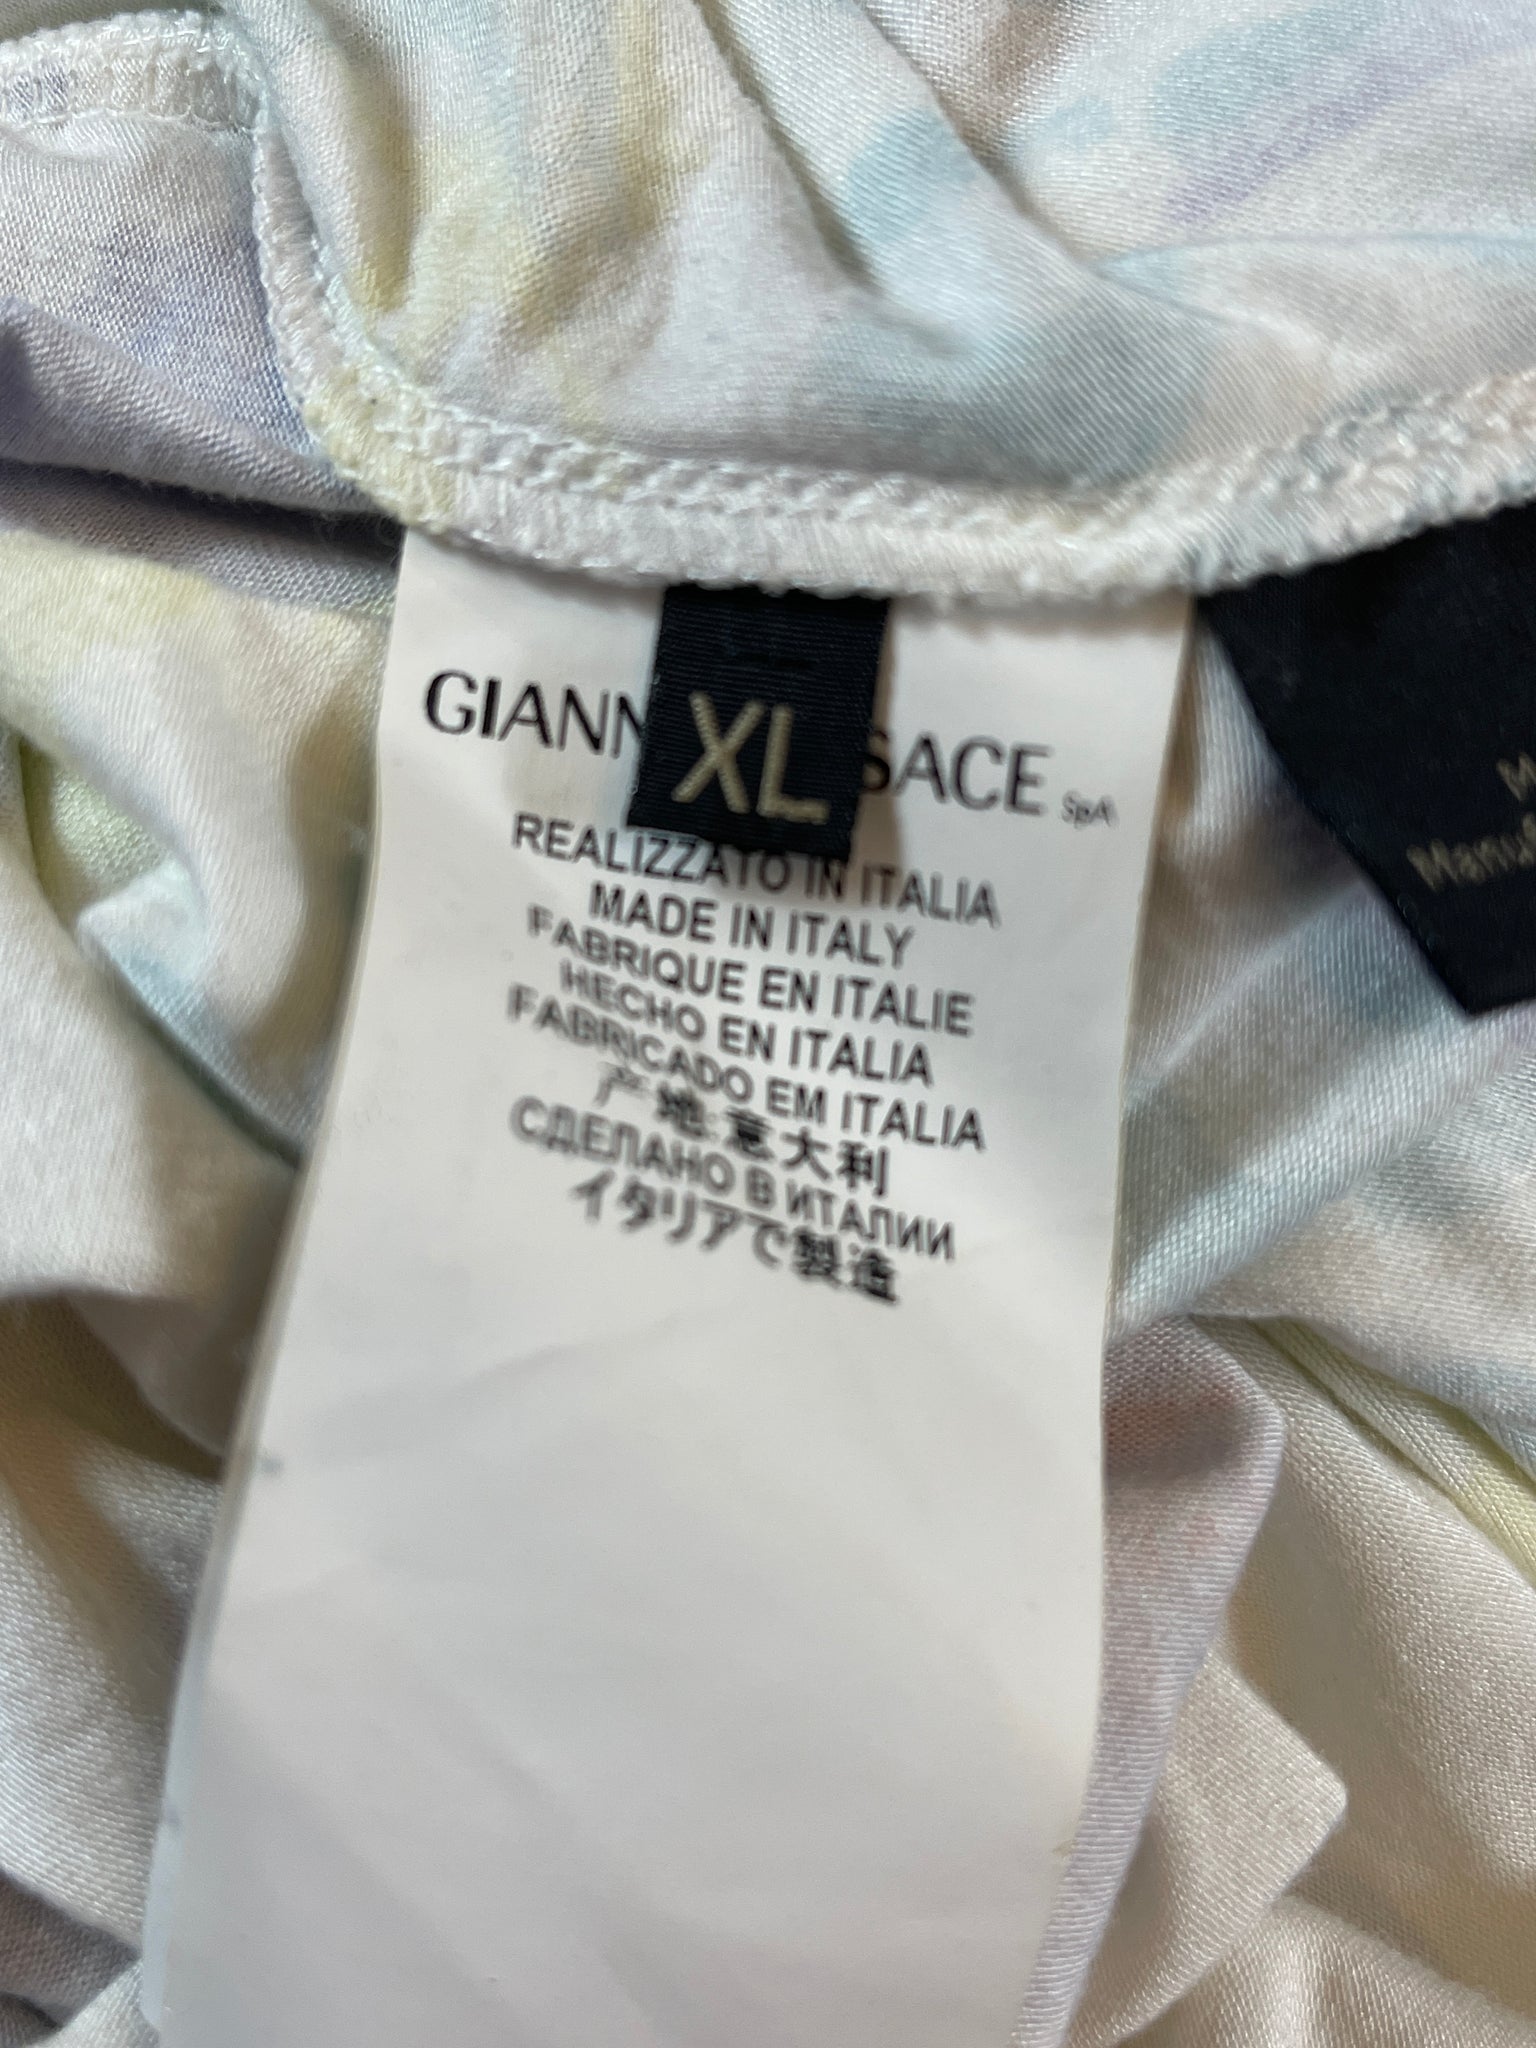 XL
GIANN SACE SpA
REALIZZATO IN ITALIA
MADE IN ITALY
FABRIQUE EN ITALIE
HECHO EN ITALIA
FABRICADO EM ITALIA
产地:意大利
СДЕЛАНО В ИТАЛИИ
イタリアで製造